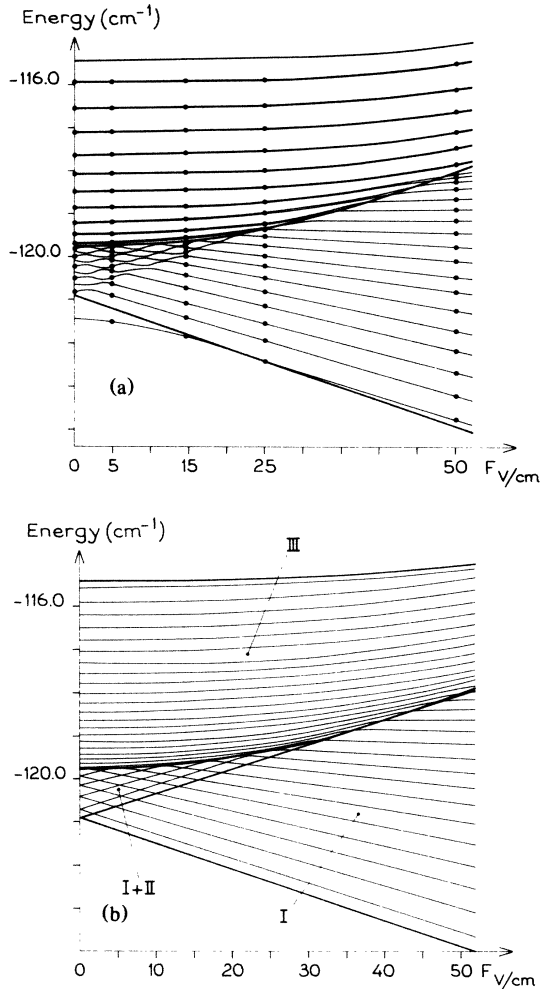 Energy (cm⁻¹)
-116.0
-120.0
(a)
0 5 15 25 50 F V/cm
Energy (cm⁻¹)
III
-116.0
-120.0
I+II
I
(b)
0 10 20 30 40 50 F V/cm